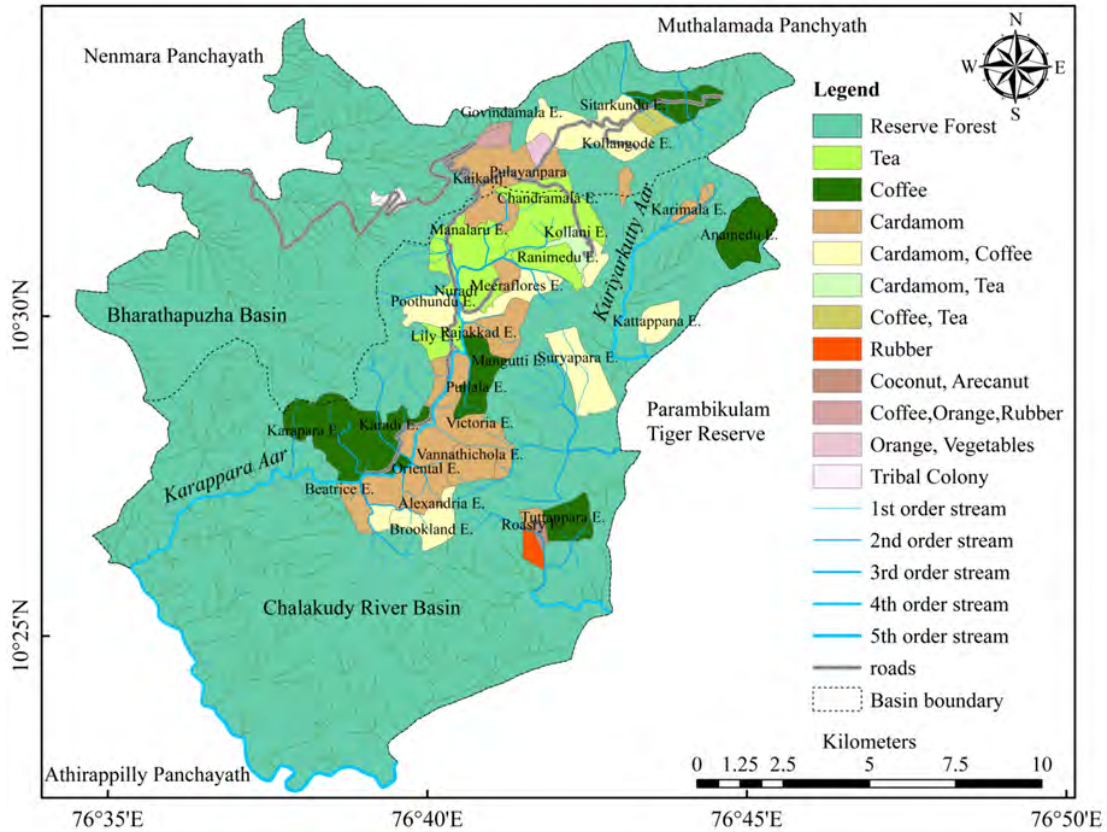 Muthalamada Panchyath
Nenmara Panchayath
N
W
E
S
Govindamala E.
Sitarkundu E.
Kollangode E.
Pulayanpara
Kaikatti
Chandramala E.
Karimala E.
Manalaru E.
Kollani E.
Anamedu E.
Ranimedu E.
Kuriyarkutty Aar
Nuradi
Meeraflores E.
Poothundu E.
Bharathapuzha Basin
Kattappana E.
Lily E.
Rajakkad E.
Mangutti E.
Suryapara E.
Pullala E.
Parambikulam
Tiger Reserve
Karapara E.
Karadi E.
Victoria E.
Vannathichola E.
Oriental E.
Karappara Aar
Beatrice E.
Alexandria E.
Brookland E.
Tuttappara E.
Roasry E.
Chalakudy River Basin
Athirappilly Panchayath
Legend
Reserve Forest
Tea
Coffee
Cardamom
Cardamom, Coffee
Cardamom, Tea
Coffee, Tea
Rubber
Coconut, Arecanut
Coffee,Orange,Rubber
Orange, Vegetables
Tribal Colony
1st order stream
2nd order stream
3rd order stream
4th order stream
5th order stream
roads
Basin boundary
Kilometers
0 1.25 2.5 5 7.5 10
10°30'N
10°25'N
76°35'E 76°40'E 76°45'E 76°50'E